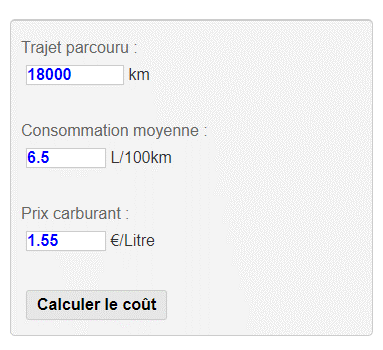 Trajet parcouru :
18000 km
Consommation moyenne :
6.5 L/100km
Prix carburant :
1.55 €/Litre
Calculer le coût